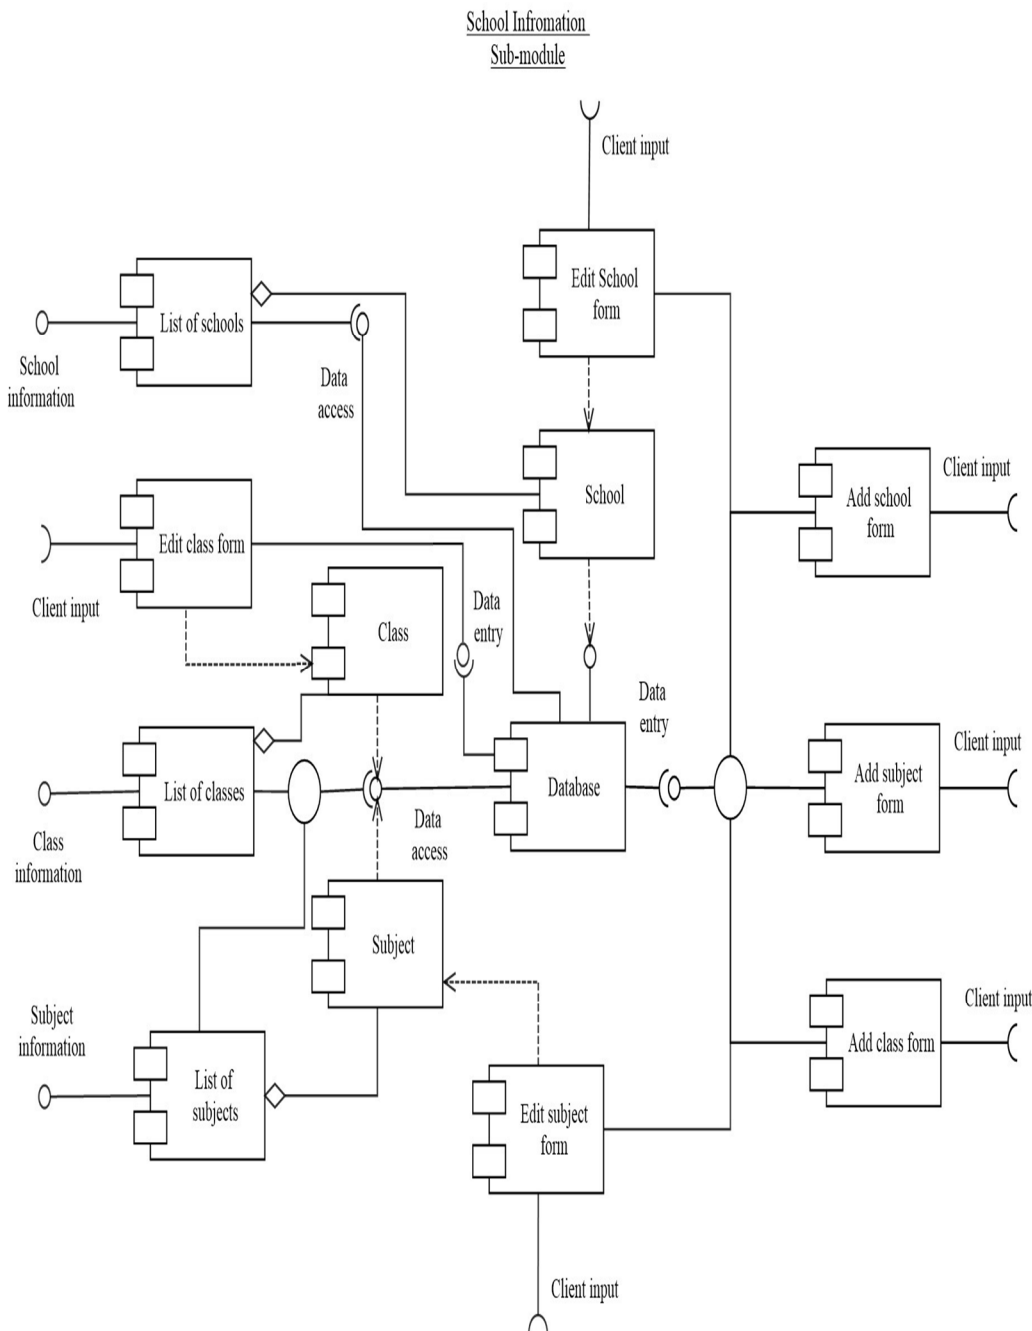 School Infromation
Sub-module
Client input
Edit School
form
List of schools
School
information
Data
access
School
Add school
form
Client input
Edit class form
Client input
Class
Data
entry
Data
entry
List of classes
Class
information
Database
Data
access
Add subject
form
Client input
Subject
Subject
information
List of
subjects
Edit subject
form
Client input
Add class form
Client input